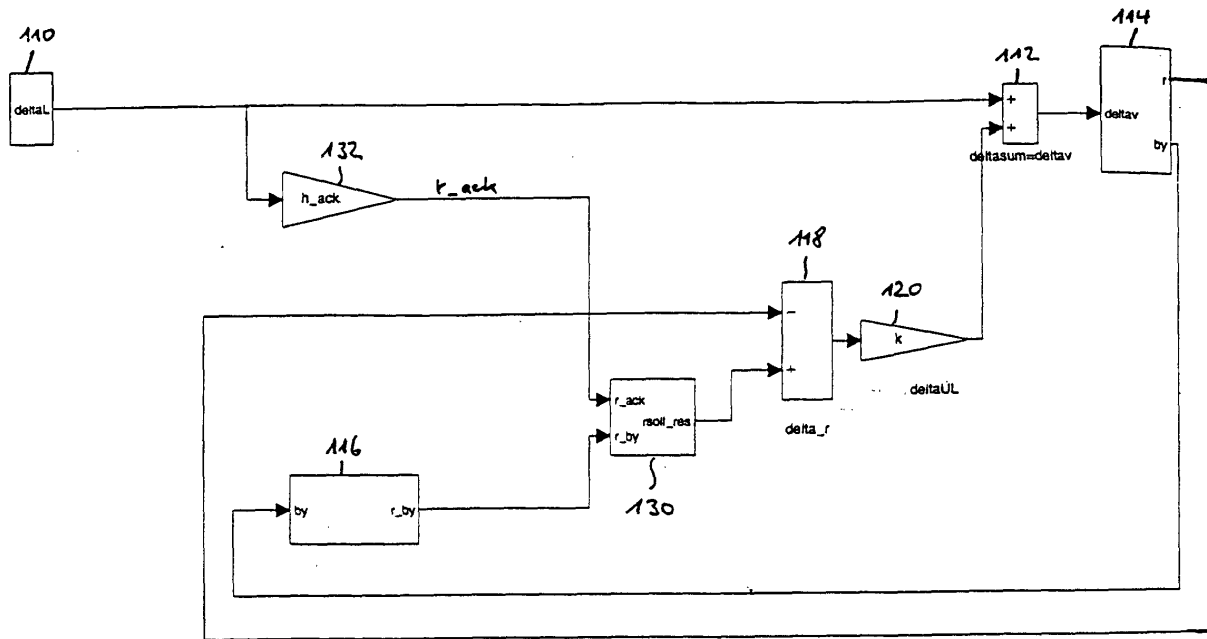 110
deltaL
112
+
+
deltasum=deltav
114
r
deltav
by
132
h_ack
r_ack
118
-
+
delta_r
120
k
deltaÜL
r_ack
rsoll_res
r_by
130
116
by
r_by